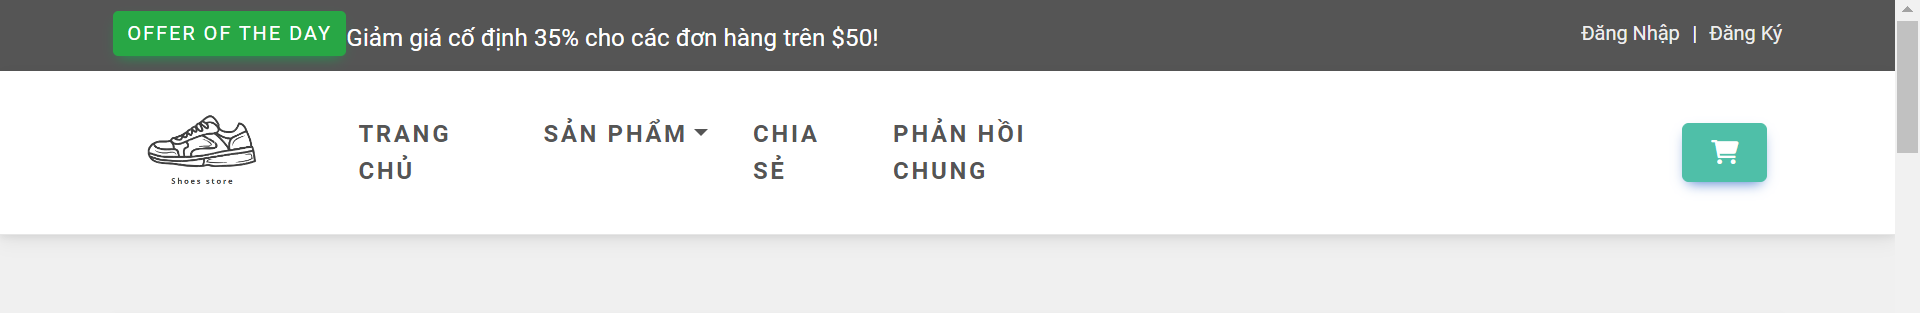 OFFER OF THE DAY Giảm giá cố định 35% cho các đơn hàng trên $50!
Đăng Nhập | Đăng Ký
Shoes store
TRANG
CHỦ
SẢN PHẨM
CHIA
SẺ
PHẢN HỒI
CHUNG